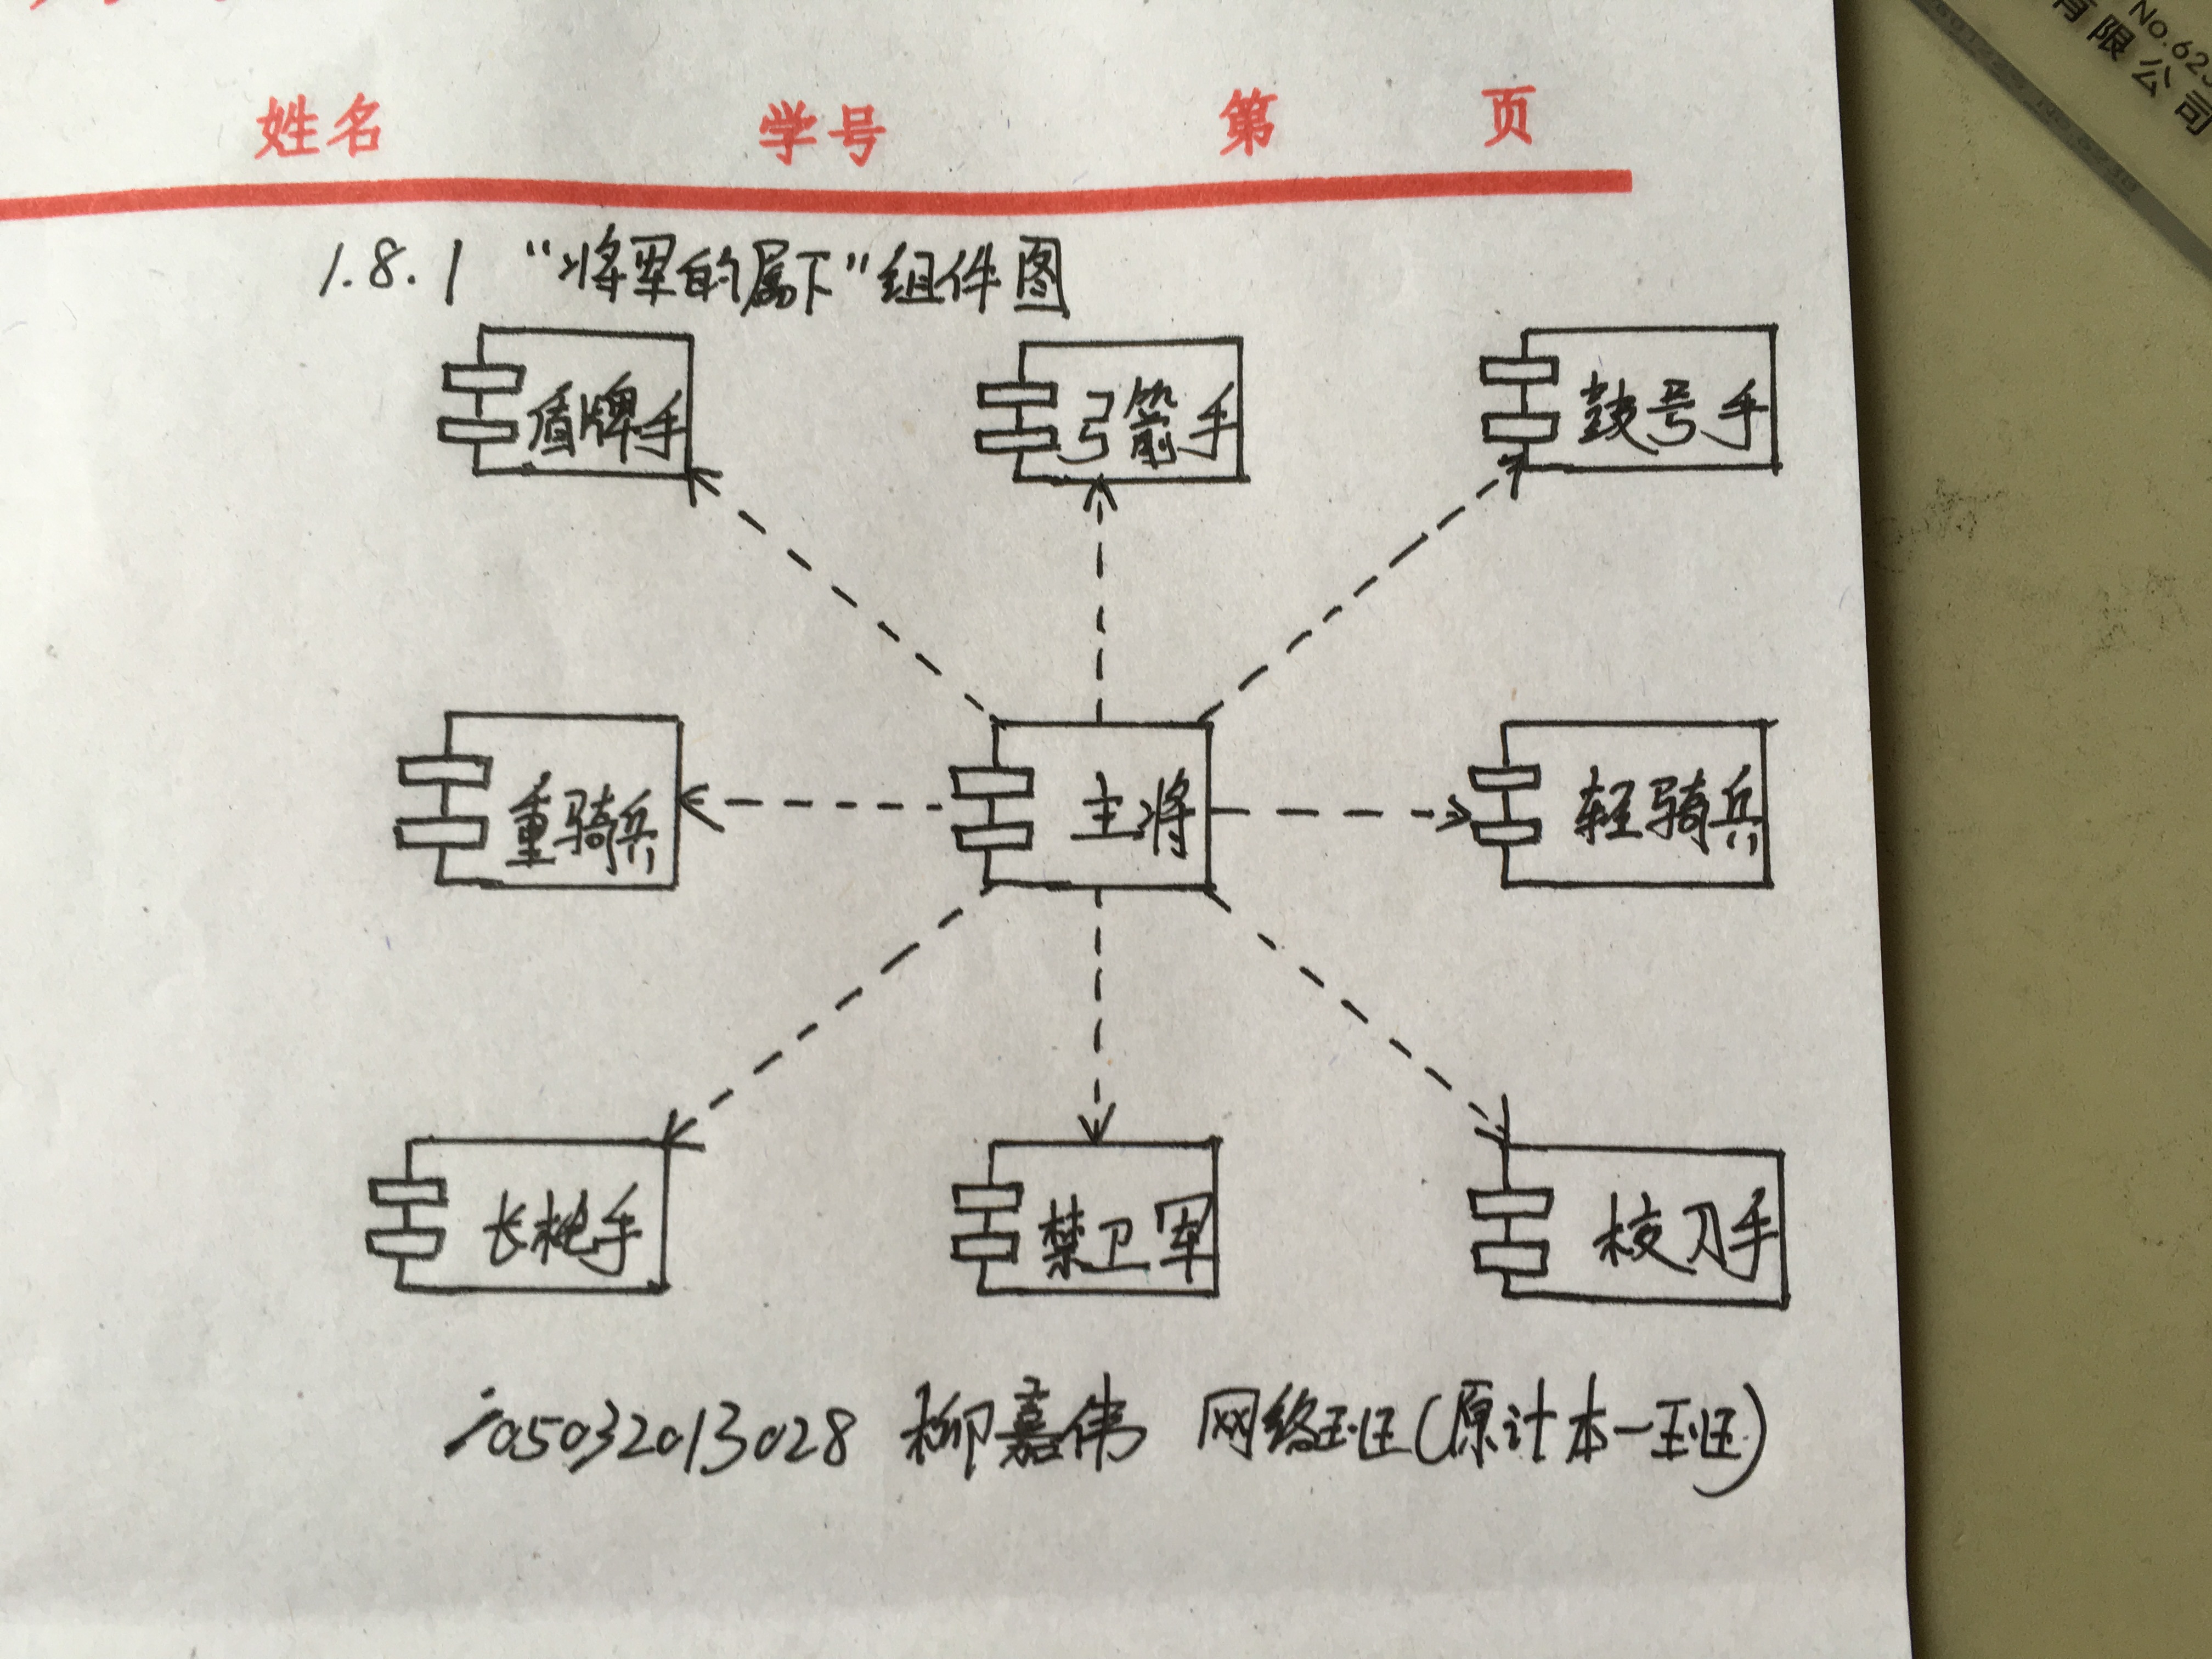 姓名 学号 第 页
1.8.1 “将军的属下”组件图
盾牌手 弓箭手 鼓号手
重骑兵 主将 轻骑兵
长枪手 禁卫军 校刀手
05032013028 柳嘉伟 网络班(原计本一班)
No.62
有限公司